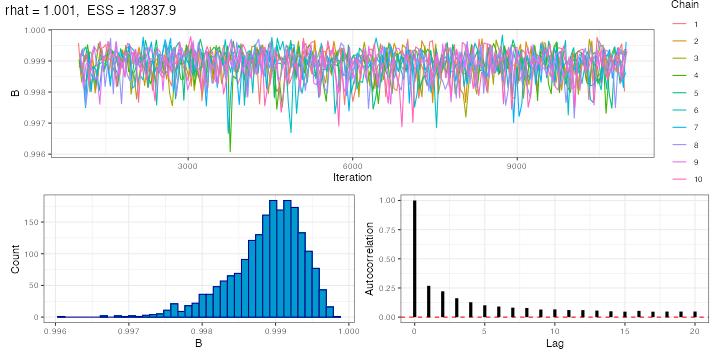 rhat = 1.001,  ESS = 12837.9
Chain
1
2
3
4
5
6
7
8
9
10
B
1.000
0.999
0.998
0.997
0.996
3000 6000 9000
Iteration
Count
150
100
50
0
0.996 0.997 0.998 0.999 1.000
B
Autocorrelation
1.00
0.75
0.50
0.25
0.00
0 5 10 15 20
Lag